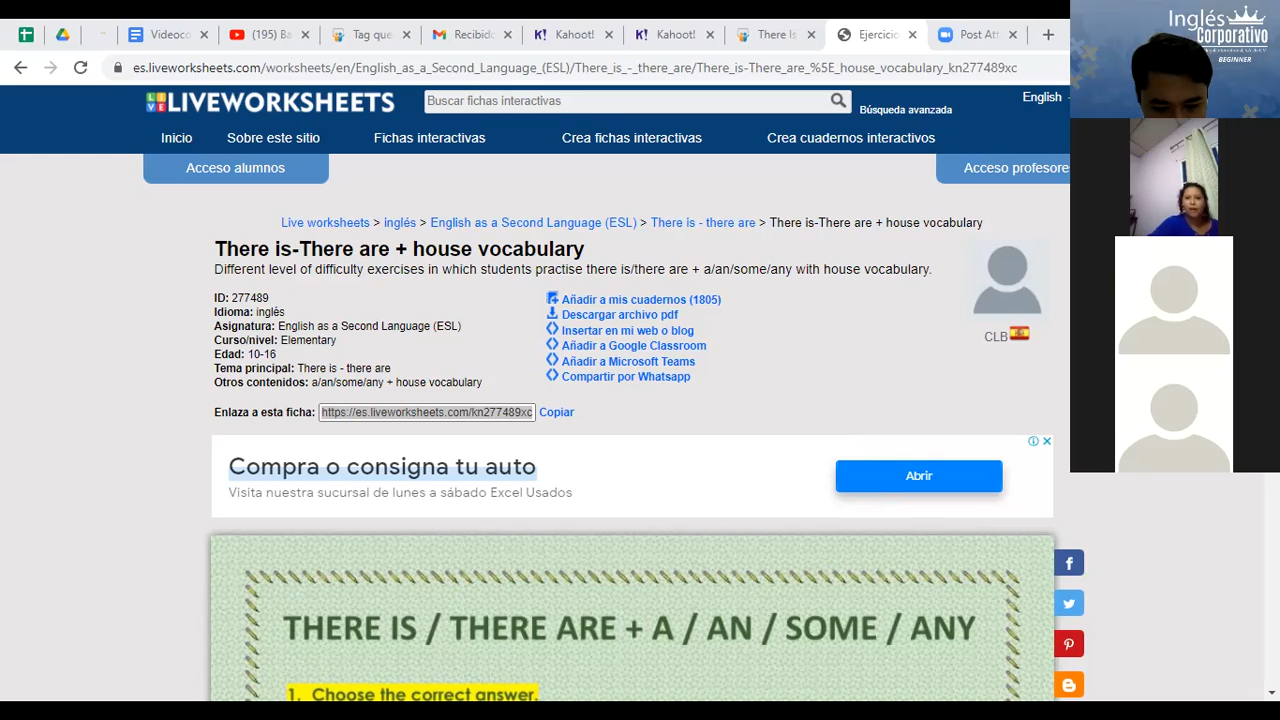 Videoco
(195) Ba
Tag que
Recibido
Kahoot!
Kahoot!
There Is
Ejercicio
Post Att
es.liveworksheets.com/worksheets/en/English_as_a_Second_Language_(ESL)/There_is_-_there_are/There_is-There_are_%5E_house_vocabulary_kn277489xc
Inglés
Corporativo
BEGINNER
LIVEWORKSHEETS
Buscar fichas interactivas
Búsqueda avanzada
English
Inicio
Sobre este sitio
Fichas interactivas
Crea fichas interactivas
Crea cuadernos interactivos
Acceso alumnos
Acceso profesore
Live worksheets > inglés > English as a Second Language (ESL) > There is - there are > There is-There are + house vocabulary
There is-There are + house vocabulary
Different level of difficulty exercises in which students practise there is/there are + a/an/some/any with house vocabulary.
ID: 277489
Idioma: inglés
Asignatura: English as a Second Language (ESL)
Curso/nivel: Elementary
Edad: 10-16
Tema principal: There is - there are
Otros contenidos: a/an/some/any + house vocabulary
Añadir a mis cuadernos (1805)
Descargar archivo pdf
Insertar en mi web o blog
Añadir a Google Classroom
Añadir a Microsoft Teams
Compartir por Whatsapp
CLB
Enlaza a esta ficha: https://es.liveworksheets.com/kn277489xc Copiar
Compra o consigna tu auto
Visita nuestra sucursal de lunes a sábado Excel Usados
Abrir
THERE IS / THERE ARE + A / AN / SOME / ANY
1. Choose the correct answer.